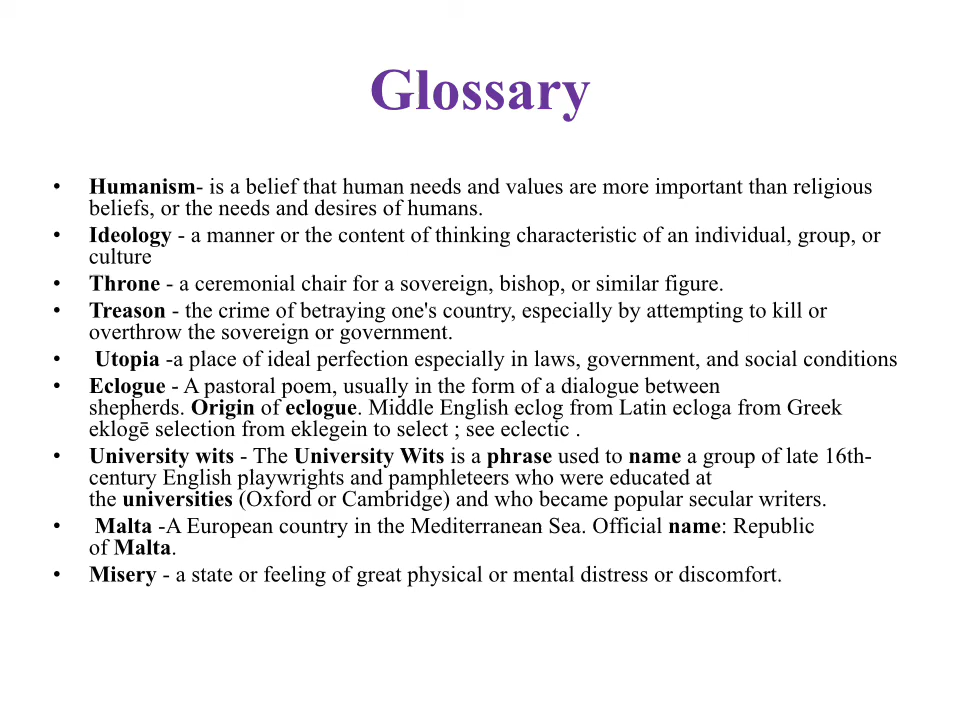 Glossary
• Humanism- is a belief that human needs and values are more important than religious
beliefs, or the needs and desires of humans.
• Ideology - a manner or the content of thinking characteristic of an individual, group, or
culture
• Throne - a ceremonial chair for a sovereign, bishop, or similar figure.
• Treason - the crime of betraying one's country, especially by attempting to kill or
overthrow the sovereign or government.
• Utopia -a place of ideal perfection especially in laws, government, and social conditions
• Eclogue - A pastoral poem, usually in the form of a dialogue between
shepherds. Origin of eclogue. Middle English eclog from Latin ecloga from Greek
eklogē selection from eklegein to select ; see eclectic .
• University wits - The University Wits is a phrase used to name a group of late 16th-
century English playwrights and pamphleteers who were educated at
the universities (Oxford or Cambridge) and who became popular secular writers.
• Malta -A European country in the Mediterranean Sea. Official name: Republic
of Malta.
• Misery - a state or feeling of great physical or mental distress or discomfort.